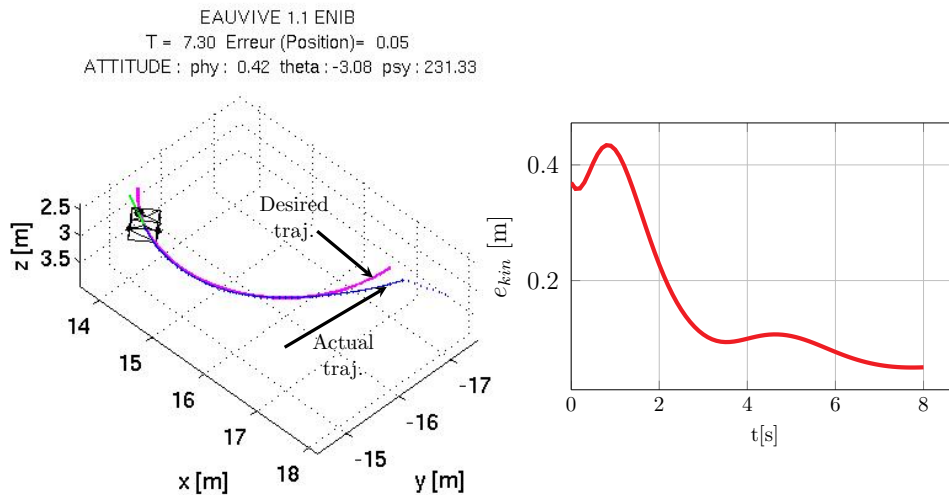 EAUVIVE 1.1 ENIB
T = 7.30 Erreur (Position)= 0.05
ATTITUDE : phy : 0.42 theta : -3.08 psy : 231.33
2.5
3
3.5
z [m]
14
15
16
17
18
x [m]
-15
-16
-17
y [m]
Desired
traj.
Actual
traj.
0.4
0.2
e_kin [m]
0
2
4
6
8
t[s]